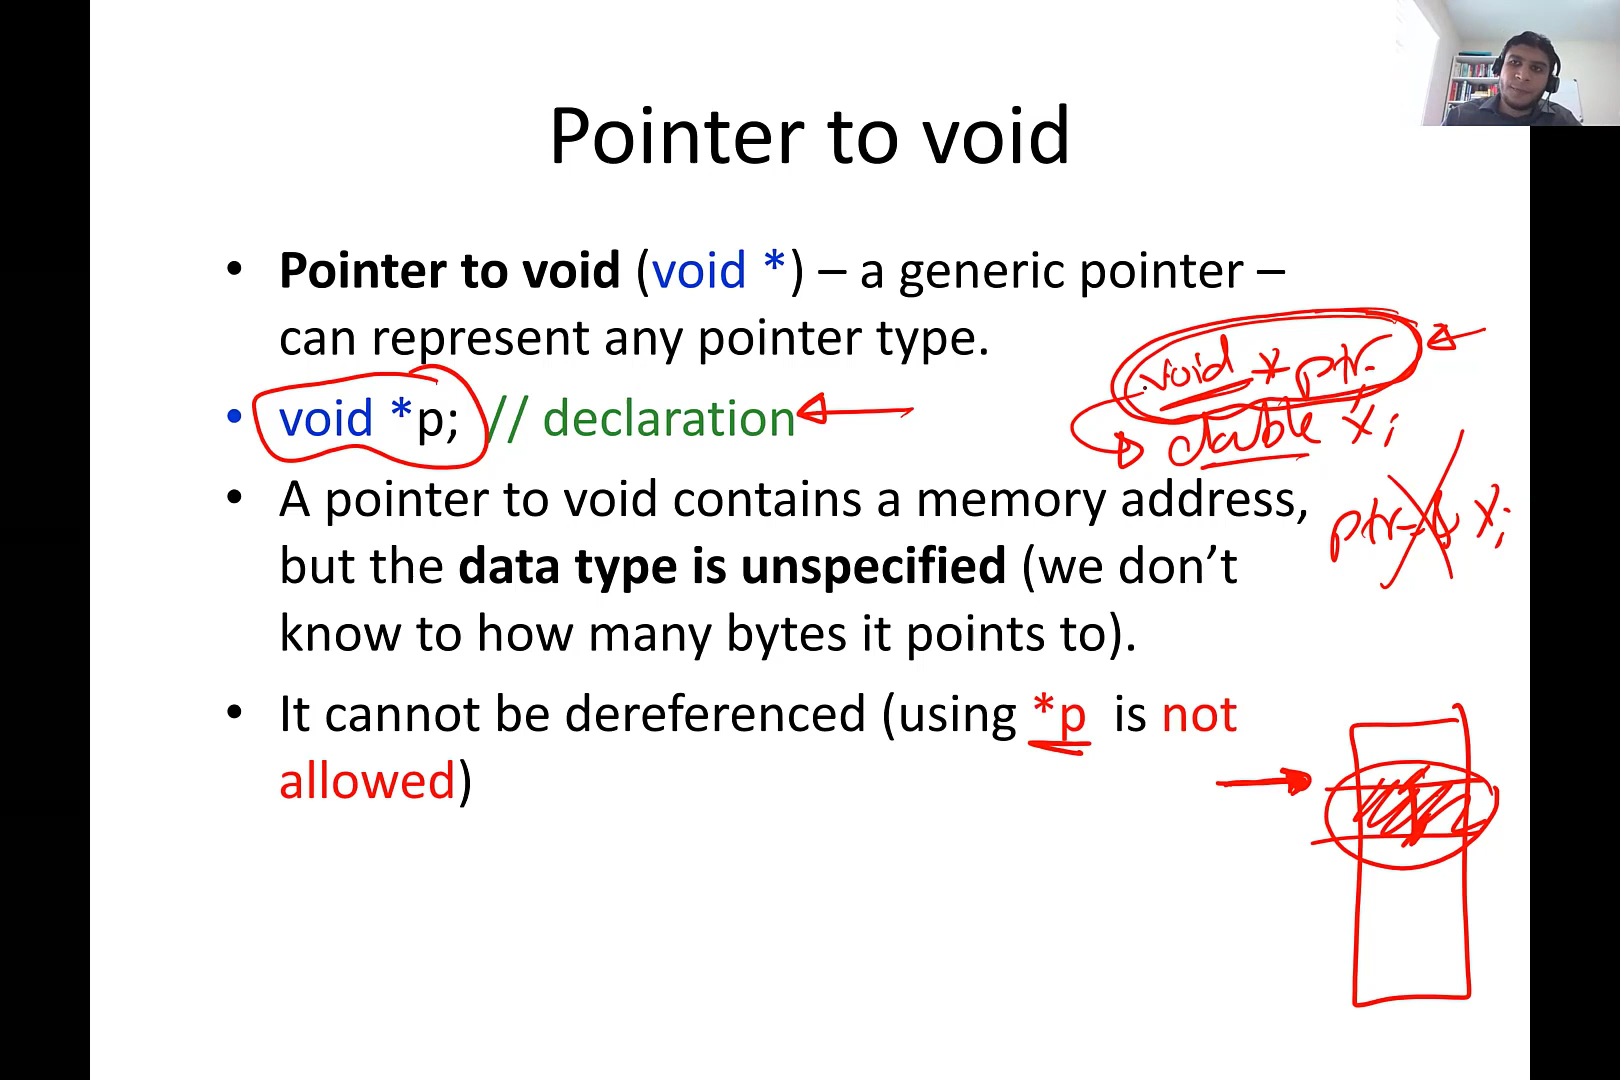 Pointer to void
• Pointer to void (void *) – a generic pointer –
can represent any pointer type.
void *ptr
• void *p; // declaration
double x;
• A pointer to void contains a memory address,
ptr=& x;
but the data type is unspecified (we don’t
know to how many bytes it points to).
• It cannot be dereferenced (using *p is not
allowed)